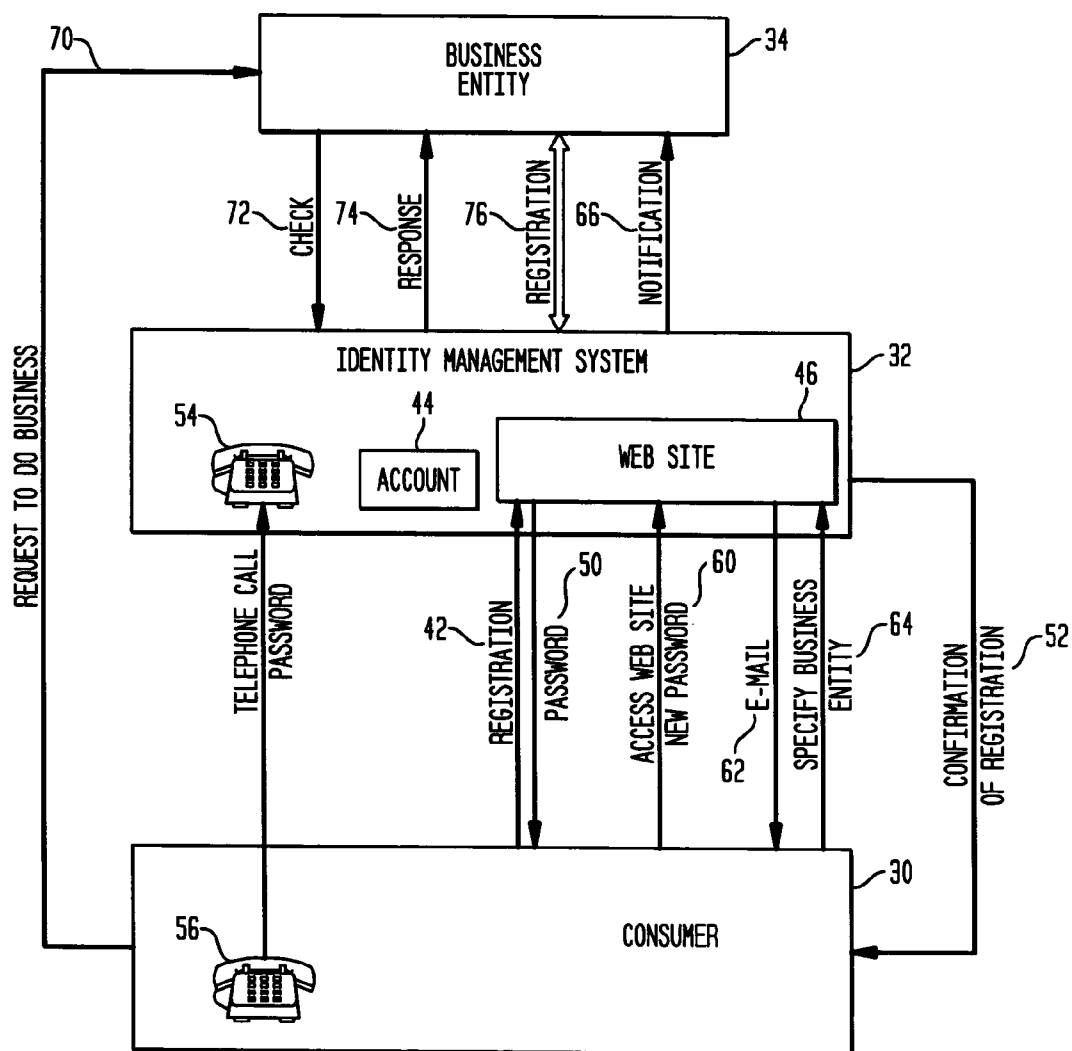 70
BUSINESS
ENTITY
34
72
CHECK
74
RESPONSE
76
REGISTRATION
66
NOTIFICATION
REQUEST TO DO BUSINESS
IDENTITY MANAGEMENT SYSTEM
32
54
44
ACCOUNT
46
WEB SITE
TELEPHONE CALL
PASSWORD
42
REGISTRATION
PASSWORD
50
ACCESS WEB SITE
NEW PASSWORD
60
62
E-MAIL
SPECIFY BUSINESS
ENTITY
64
CONFIRMATION
OF REGISTRATION
52
56
CONSUMER
30